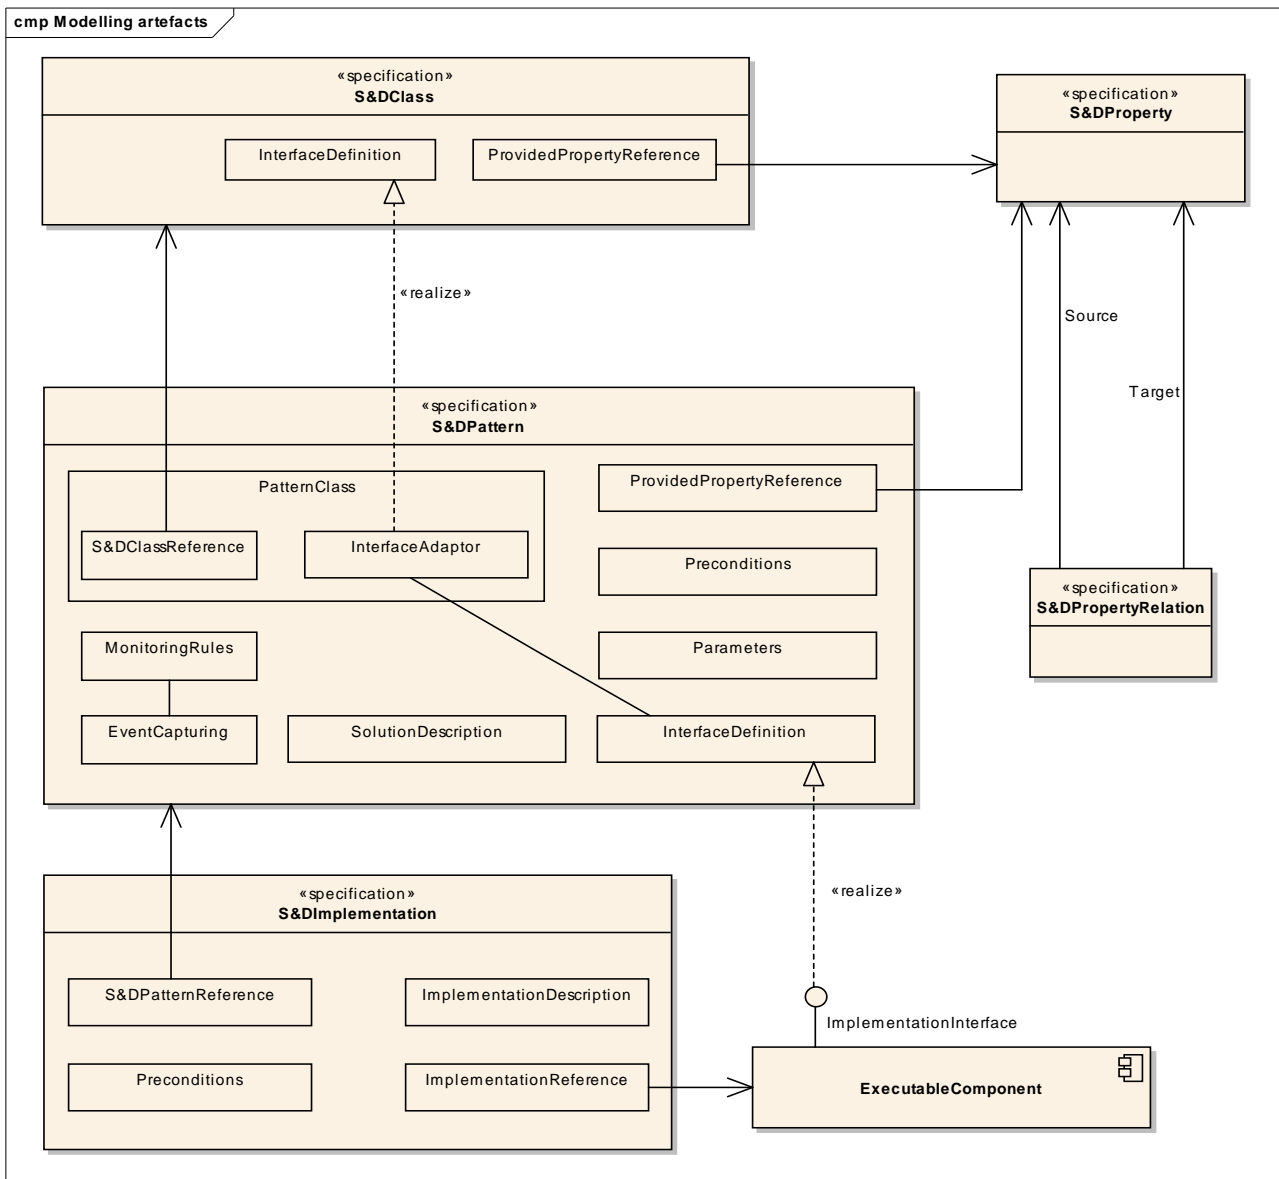 cmp Modelling artefacts
«specification»
S&DClass
InterfaceDefinition
ProvidedPropertyReference
«specification»
S&DProperty
«realize»
Source
Target
«specification»
S&DPattern
PatternClass
S&DClassReference
InterfaceAdaptor
ProvidedPropertyReference
Preconditions
Parameters
MonitoringRules
EventCapturing
SolutionDescription
InterfaceDefinition
«specification»
S&DPropertyRelation
«realize»
«specification»
S&DImplementation
S&DPatternReference
ImplementationDescription
Preconditions
ImplementationReference
ImplementationInterface
ExecutableComponent